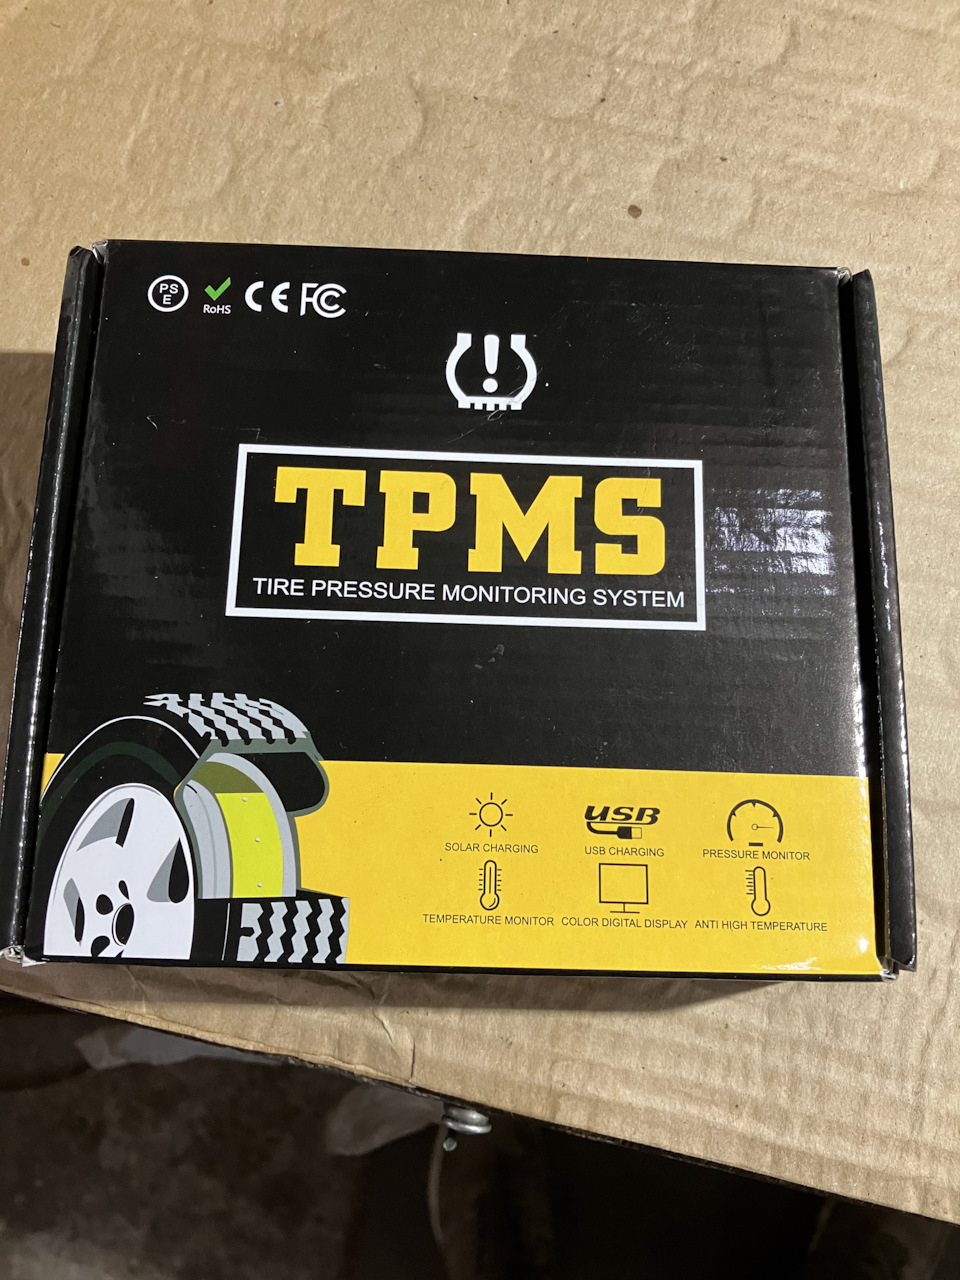 PS
E
RoHS
CE FC
TPMS
TIRE PRESSURE MONITORING SYSTEM
SOLAR CHARGING
USB
USB CHARGING
PRESSURE MONITOR
TEMPERATURE MONITOR
COLOR DIGITAL DISPLAY
ANTI HIGH TEMPERATURE